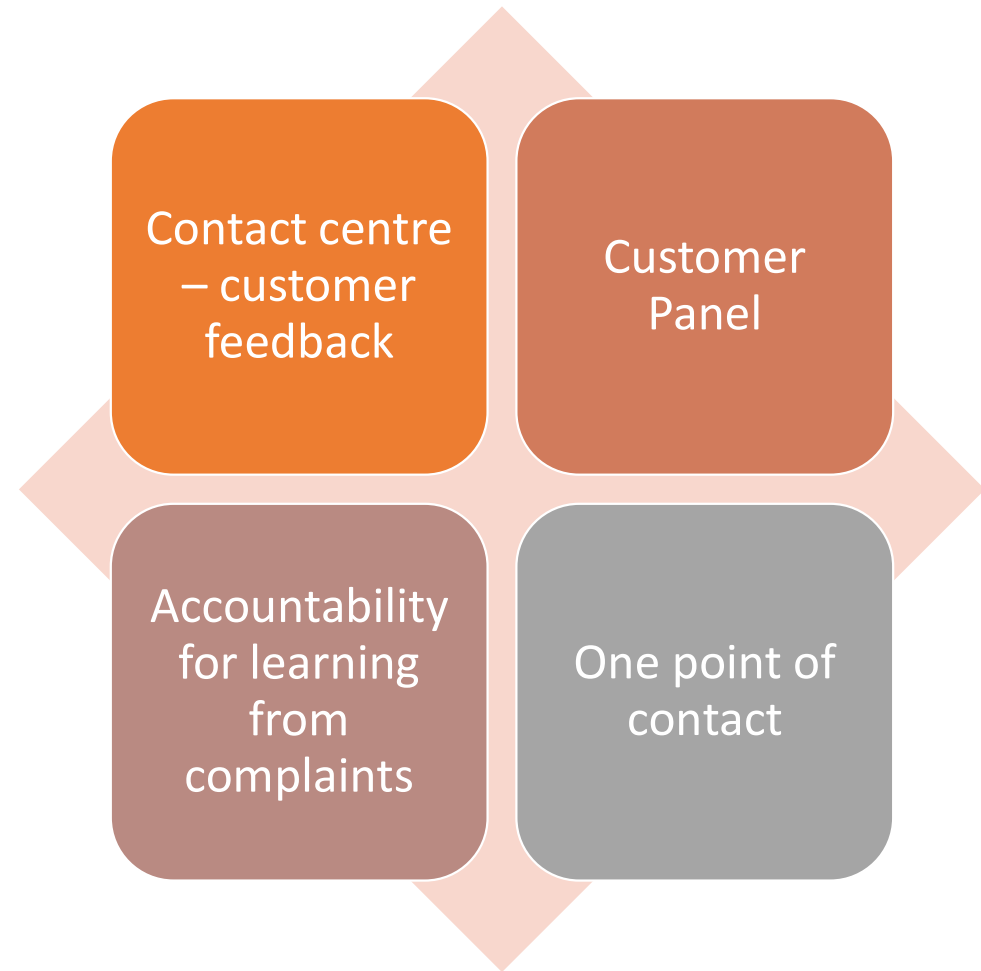 Contact centre
– customer
feedback
Customer
Panel
Accountability
for learning
from
complaints
One point of
contact